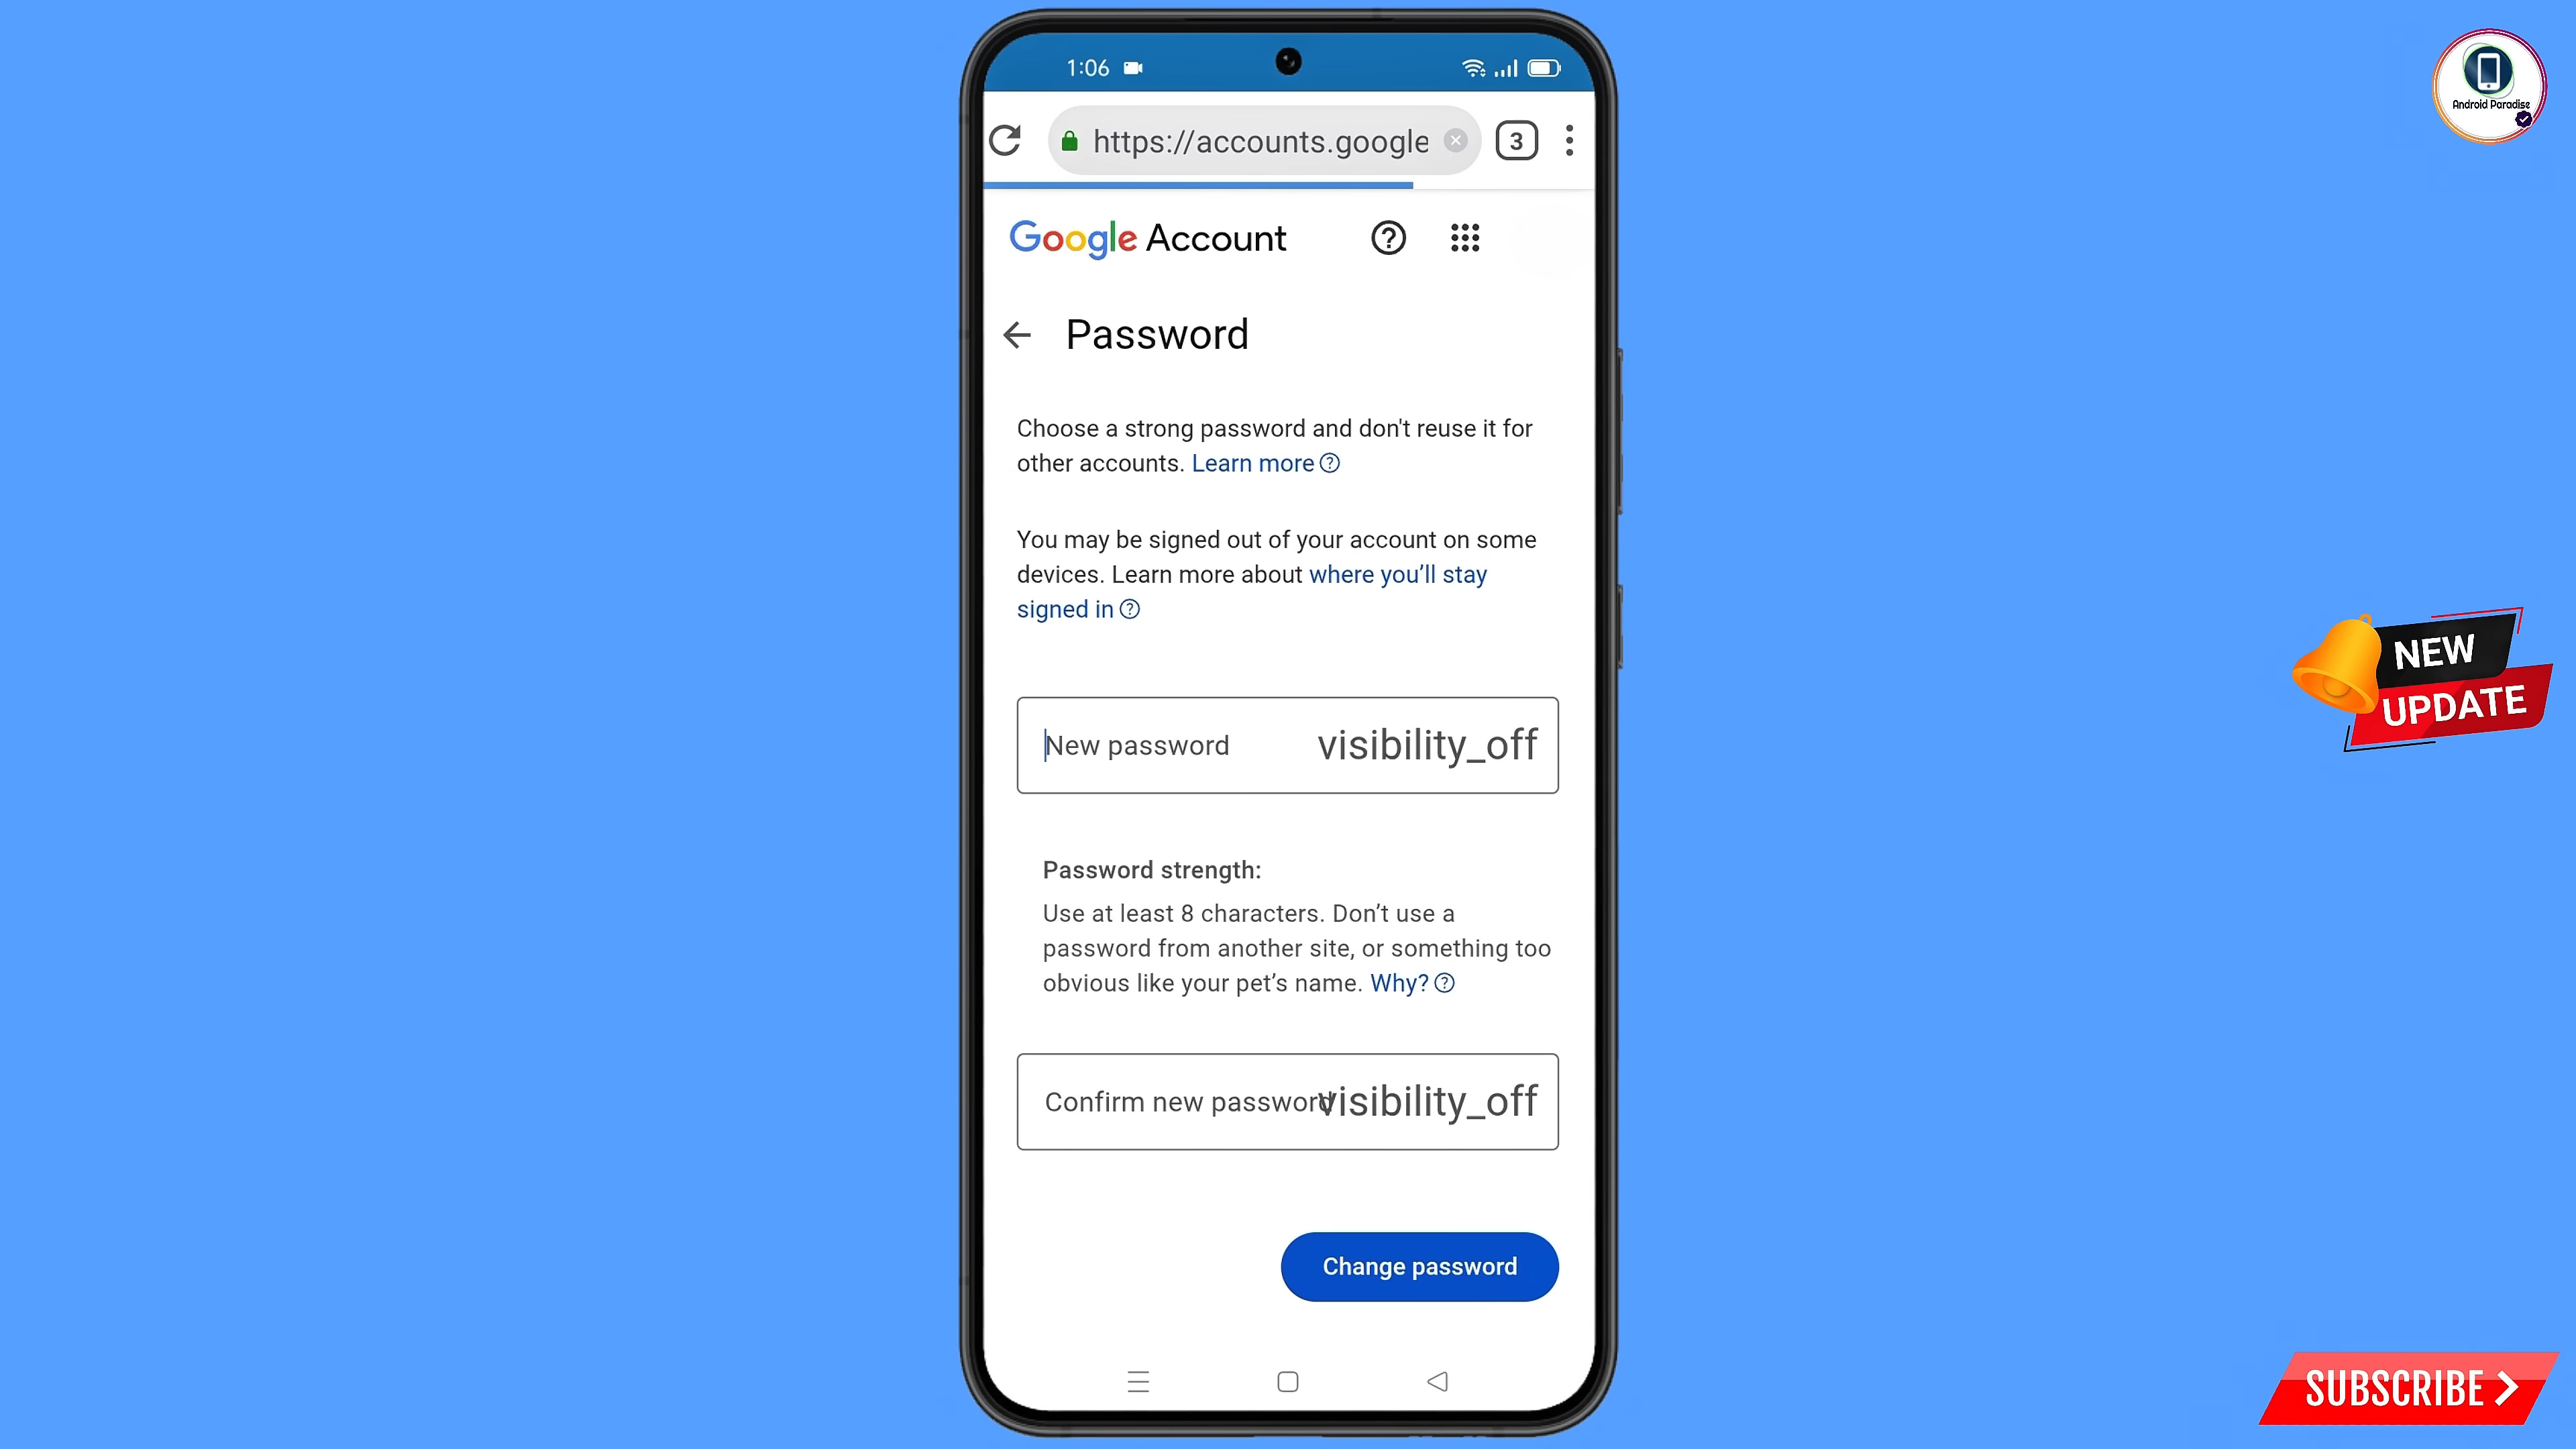 1:06
https://accounts.google
3
Google Account
Password
Choose a strong password and don't reuse it for
other accounts. Learn more
You may be signed out of your account on some
devices. Learn more about where you’ll stay
signed in
New password visibility_off
Password strength:
Use at least 8 characters. Don’t use a
password from another site, or something too
obvious like your pet’s name. Why?
Confirm new password visibility_off
Change password
Android Paradise
NEW
UPDATE
SUBSCRIBE